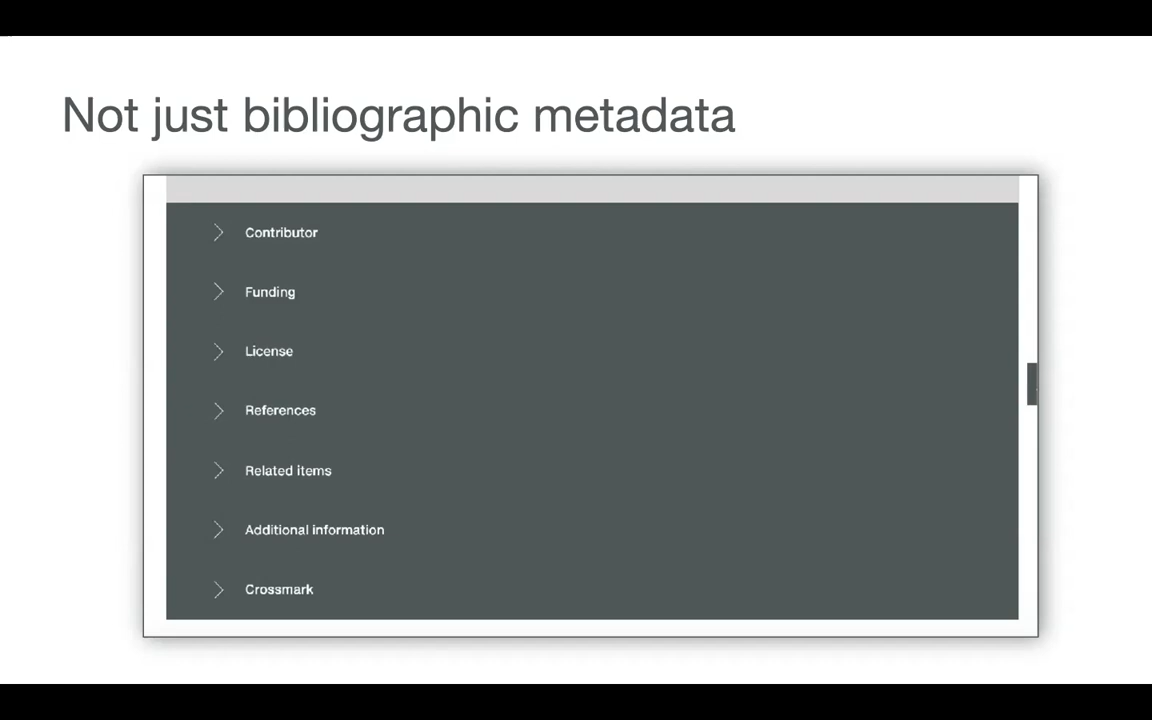 Not just bibliographic metadata
Contributor
Funding
License
References
Related items
Additional information
Crossmark